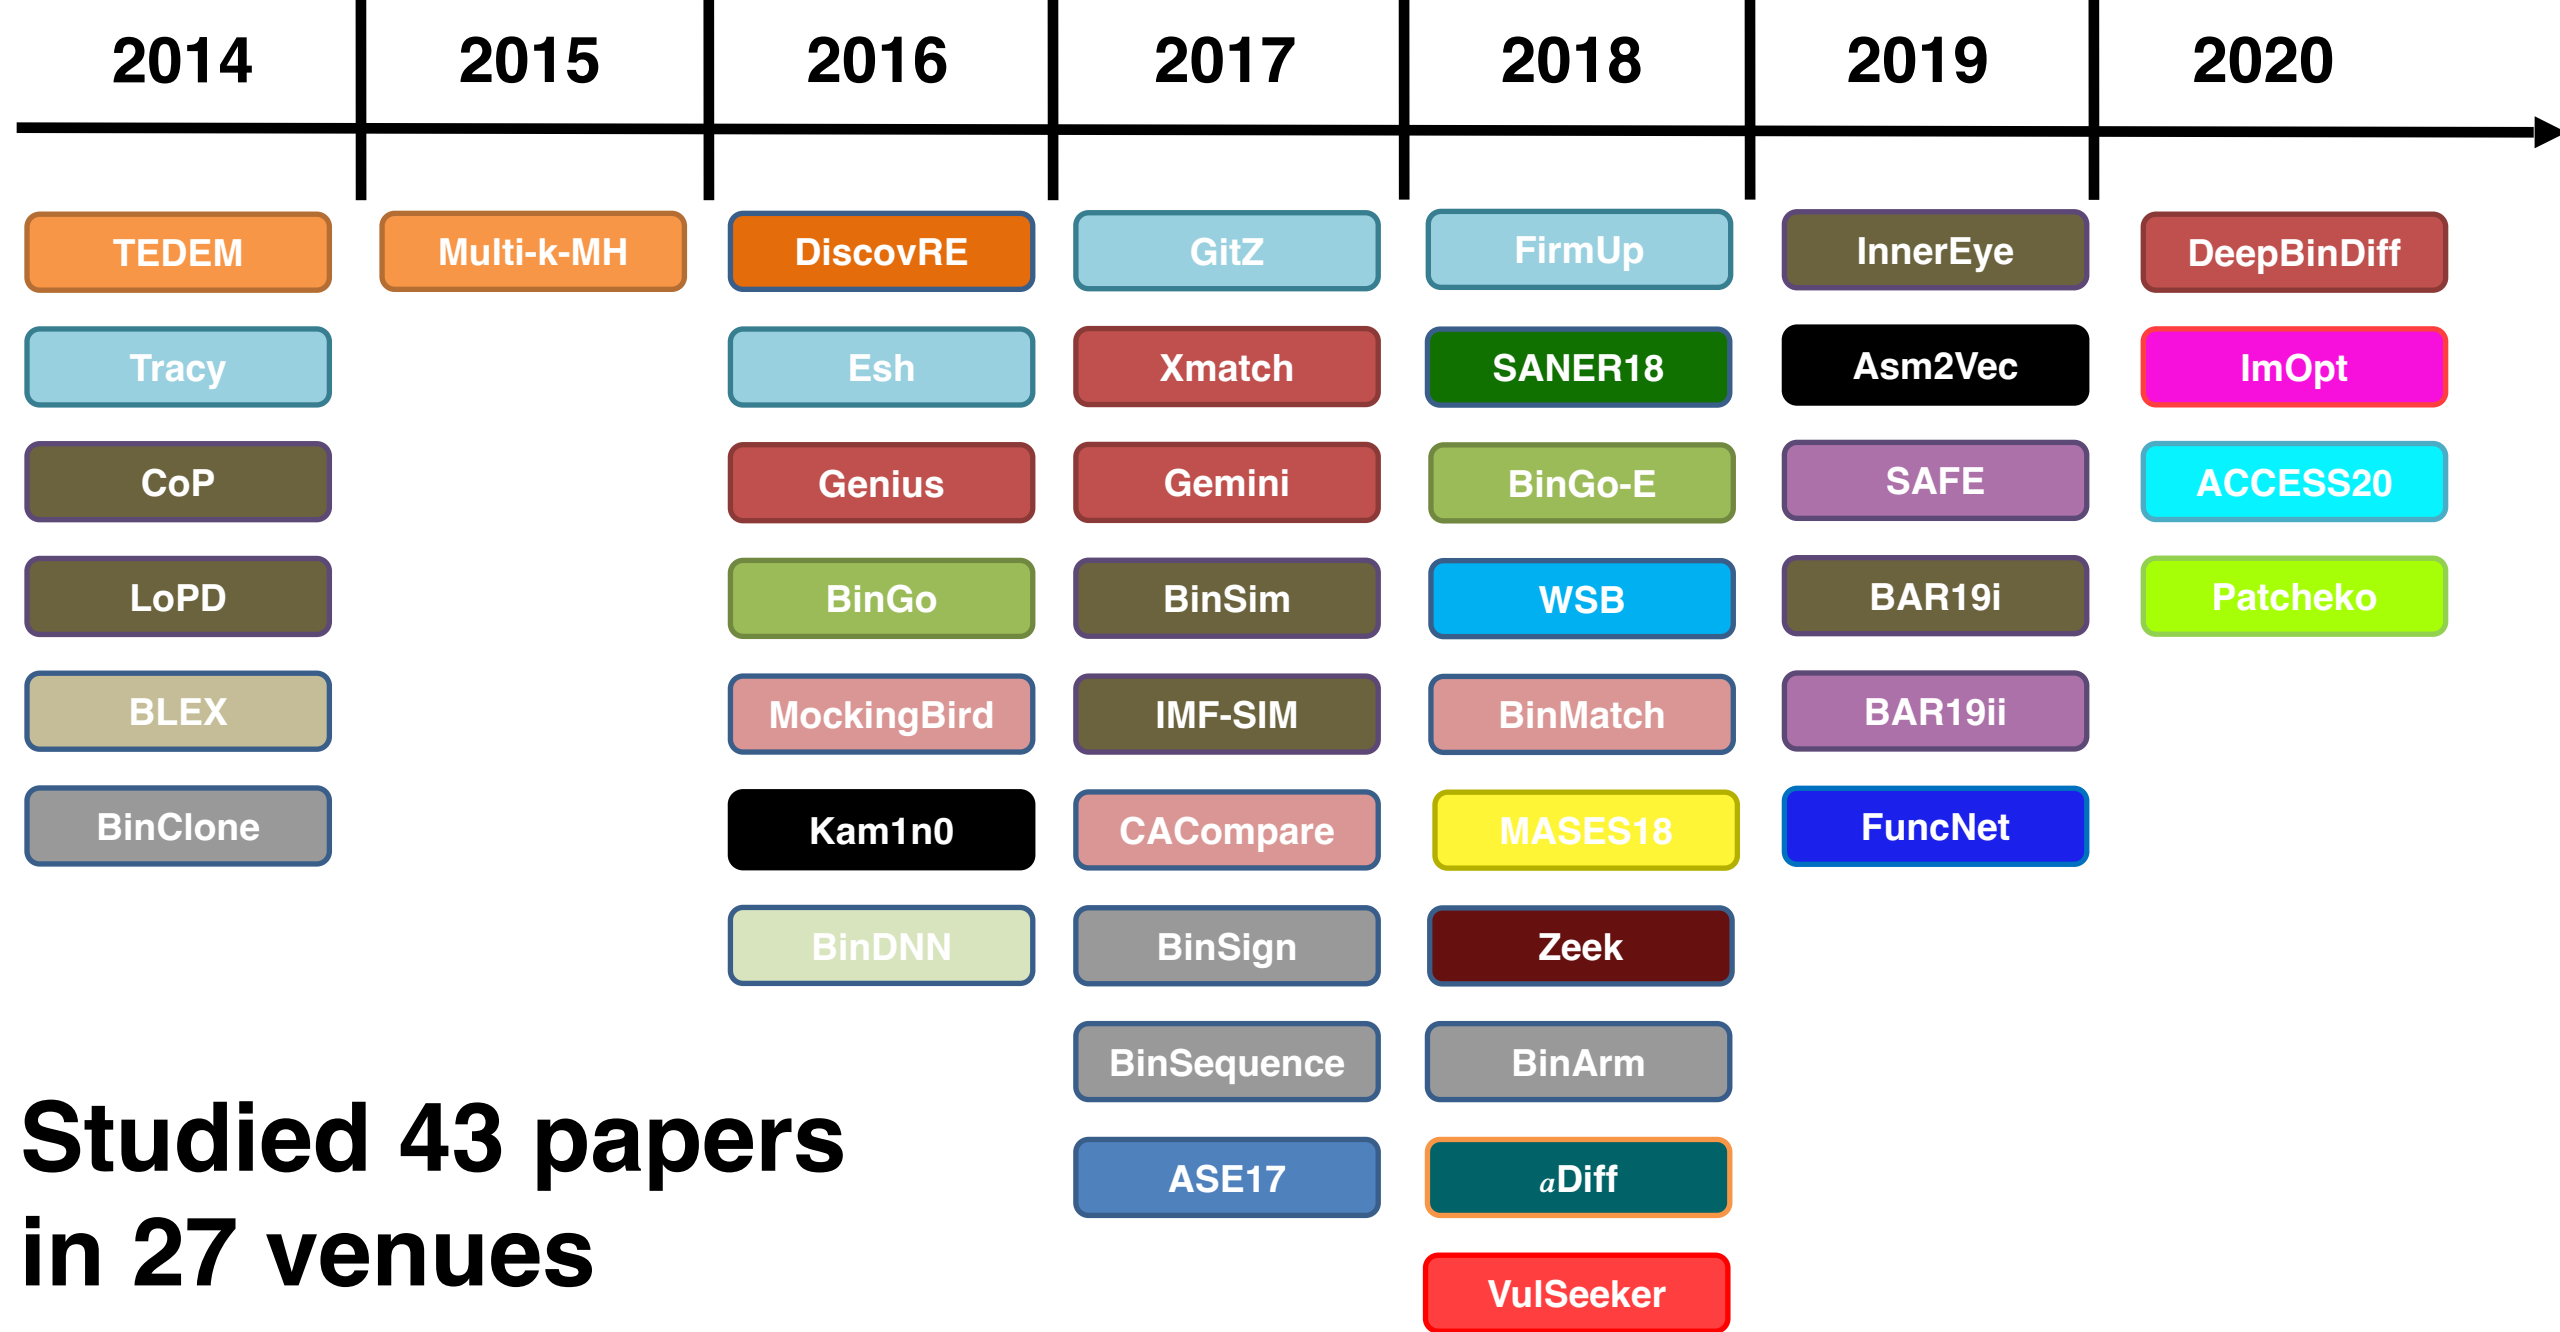 2014
2015
2016
2017
2018
2019
2020
TEDEM
Tracy
CoP
LoPD
BLEX
BinClone
Multi-k-MH
DiscovRE
Esh
Genius
BinGo
MockingBird
Kam1n0
BinDNN
GitZ
Xmatch
Gemini
BinSim
IMF-SIM
CACompare
BinSign
BinSequence
ASE17
FirmUp
SANER18
BinGo-E
WSB
BinMatch
MASES18
Zeek
BinArm
aDiff
VulSeeker
InnerEye
Asm2Vec
SAFE
BAR19i
BAR19ii
FuncNet
DeepBinDiff
ImOpt
ACCESS20
Patcheko
Studied 43 papers
in 27 venues